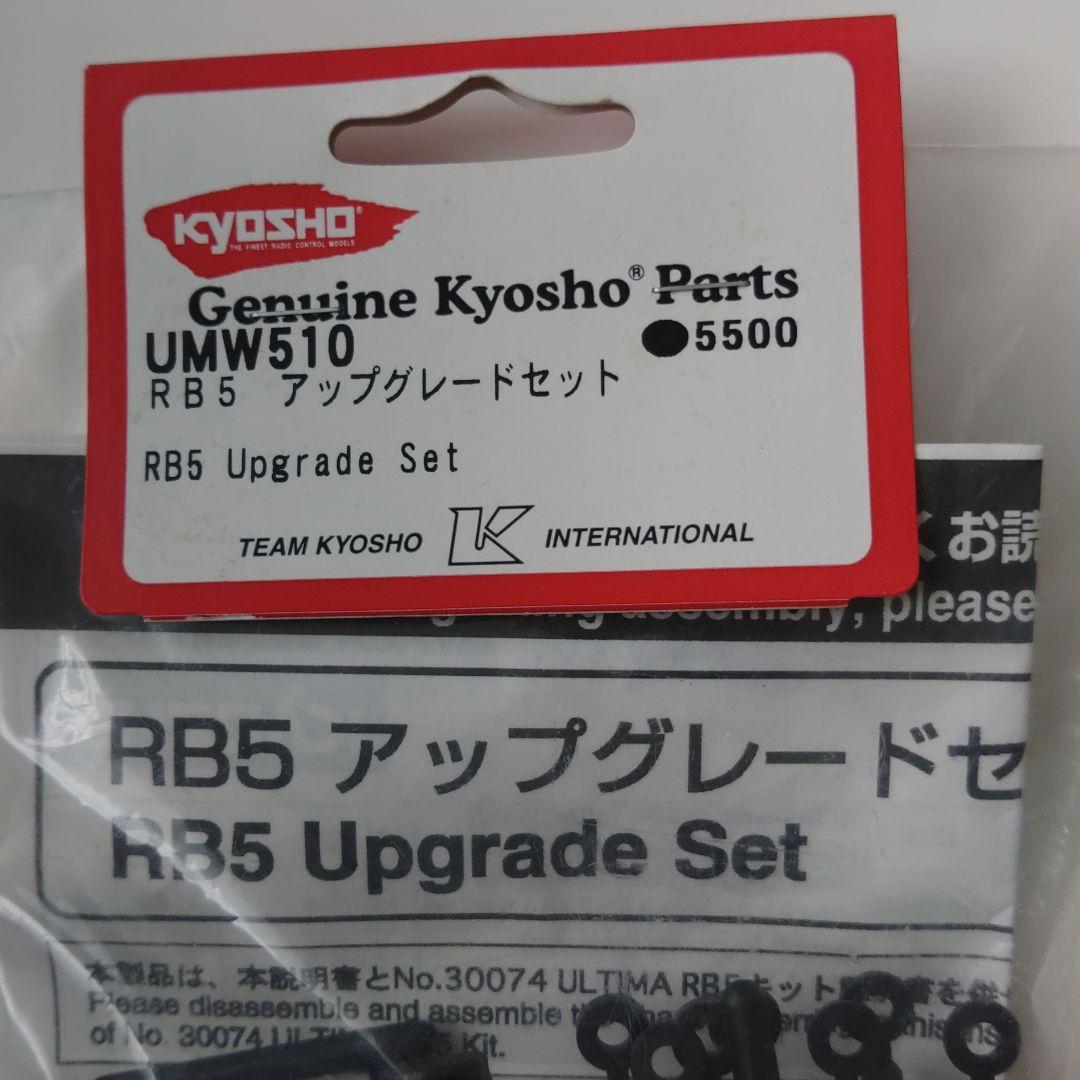 KYOSHO®
THE FINEST RADIO CONTROL MODELS
Genuine Kyosho® Parts
UMW510 ●5500
RB5 アップグレードセット
RB5 Upgrade Set
TEAM KYOSHO K INTERNATIONAL
くお読
assembly, please
RB5 アップグレードセ
RB5 Upgrade Set
本製品は、本説明書とNo.30074 ULTIMA RB5キット
Please disassemble and assemble
of No. 30074 Kit.